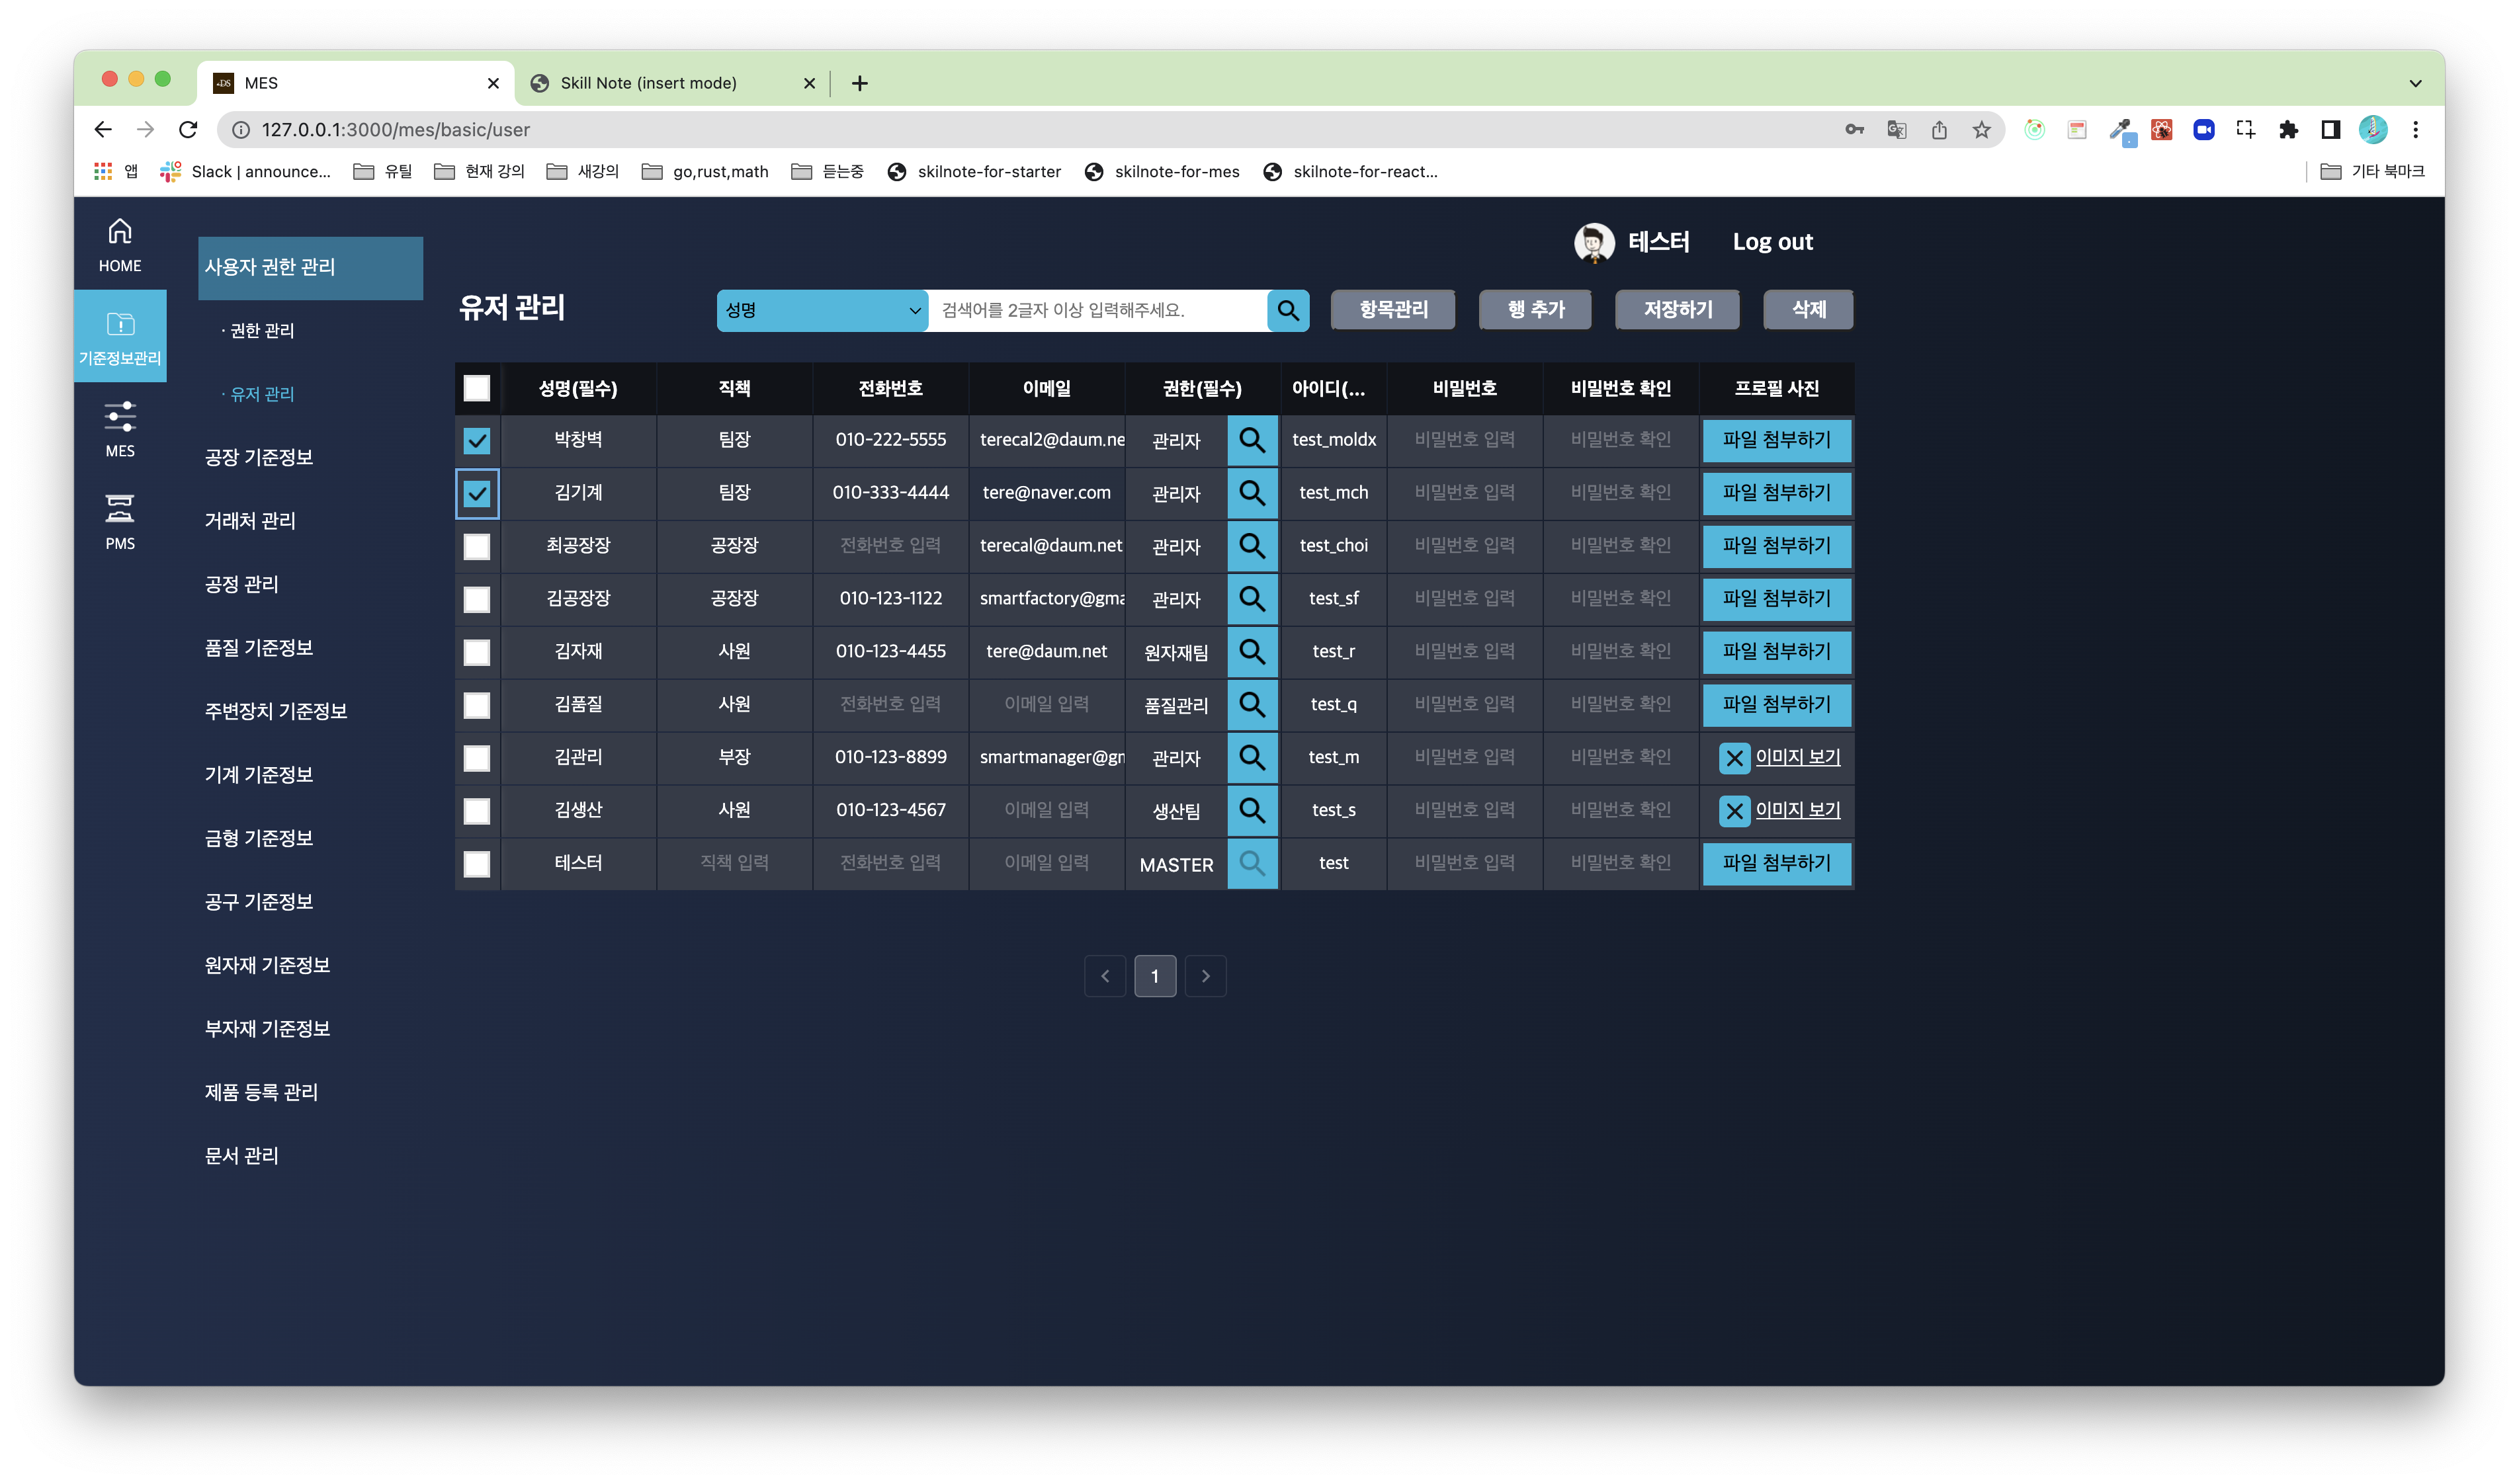 MES
Skill Note (insert mode)
127.0.0.1:3000/mes/basic/user
앱
Slack | announce...
유틸
현재 강의
새강의
go,rust,math
듣는중
skilnote-for-starter
skilnote-for-mes
skilnote-for-react...
기타 북마크
HOME
기준정보관리
MES
PMS
사용자 권한 관리
· 권한 관리
· 유저 관리
공장 기준정보
거래처 관리
공정 관리
품질 기준정보
주변장치 기준정보
기계 기준정보
금형 기준정보
공구 기준정보
원자재 기준정보
부자재 기준정보
제품 등록 관리
문서 관리
테스터 Log out
유저 관리 성명 검색어를 2글자 이상 입력해주세요. 항목관리 행 추가 저장하기 삭제
성명(필수) 직책 전화번호 이메일 권한(필수) 아이디(... 비밀번호 비밀번호 확인 프로필 사진
박창벽 팀장 010-222-5555 terecal2@daum.ne 관리자 test_moldx 비밀번호 입력 비밀번호 확인 파일 첨부하기
김기계 팀장 010-333-4444 tere@naver.com 관리자 test_mch 비밀번호 입력 비밀번호 확인 파일 첨부하기
최공장장 공장장 전화번호 입력 terecal@daum.net 관리자 test_choi 비밀번호 입력 비밀번호 확인 파일 첨부하기
김공장장 공장장 010-123-1122 smartfactory@gma 관리자 test_sf 비밀번호 입력 비밀번호 확인 파일 첨부하기
김자재 사원 010-123-4455 tere@daum.net 원자재팀 test_r 비밀번호 입력 비밀번호 확인 파일 첨부하기
김품질 사원 전화번호 입력 이메일 입력 품질관리 test_q 비밀번호 입력 비밀번호 확인 파일 첨부하기
김관리 부장 010-123-8899 smartmanager@gm 관리자 test_m 비밀번호 입력 비밀번호 확인 이미지 보기
김생산 사원 010-123-4567 이메일 입력 생산팀 test_s 비밀번호 입력 비밀번호 확인 이미지 보기
테스터 직책 입력 전화번호 입력 이메일 입력 MASTER test 비밀번호 입력 비밀번호 확인 파일 첨부하기
1